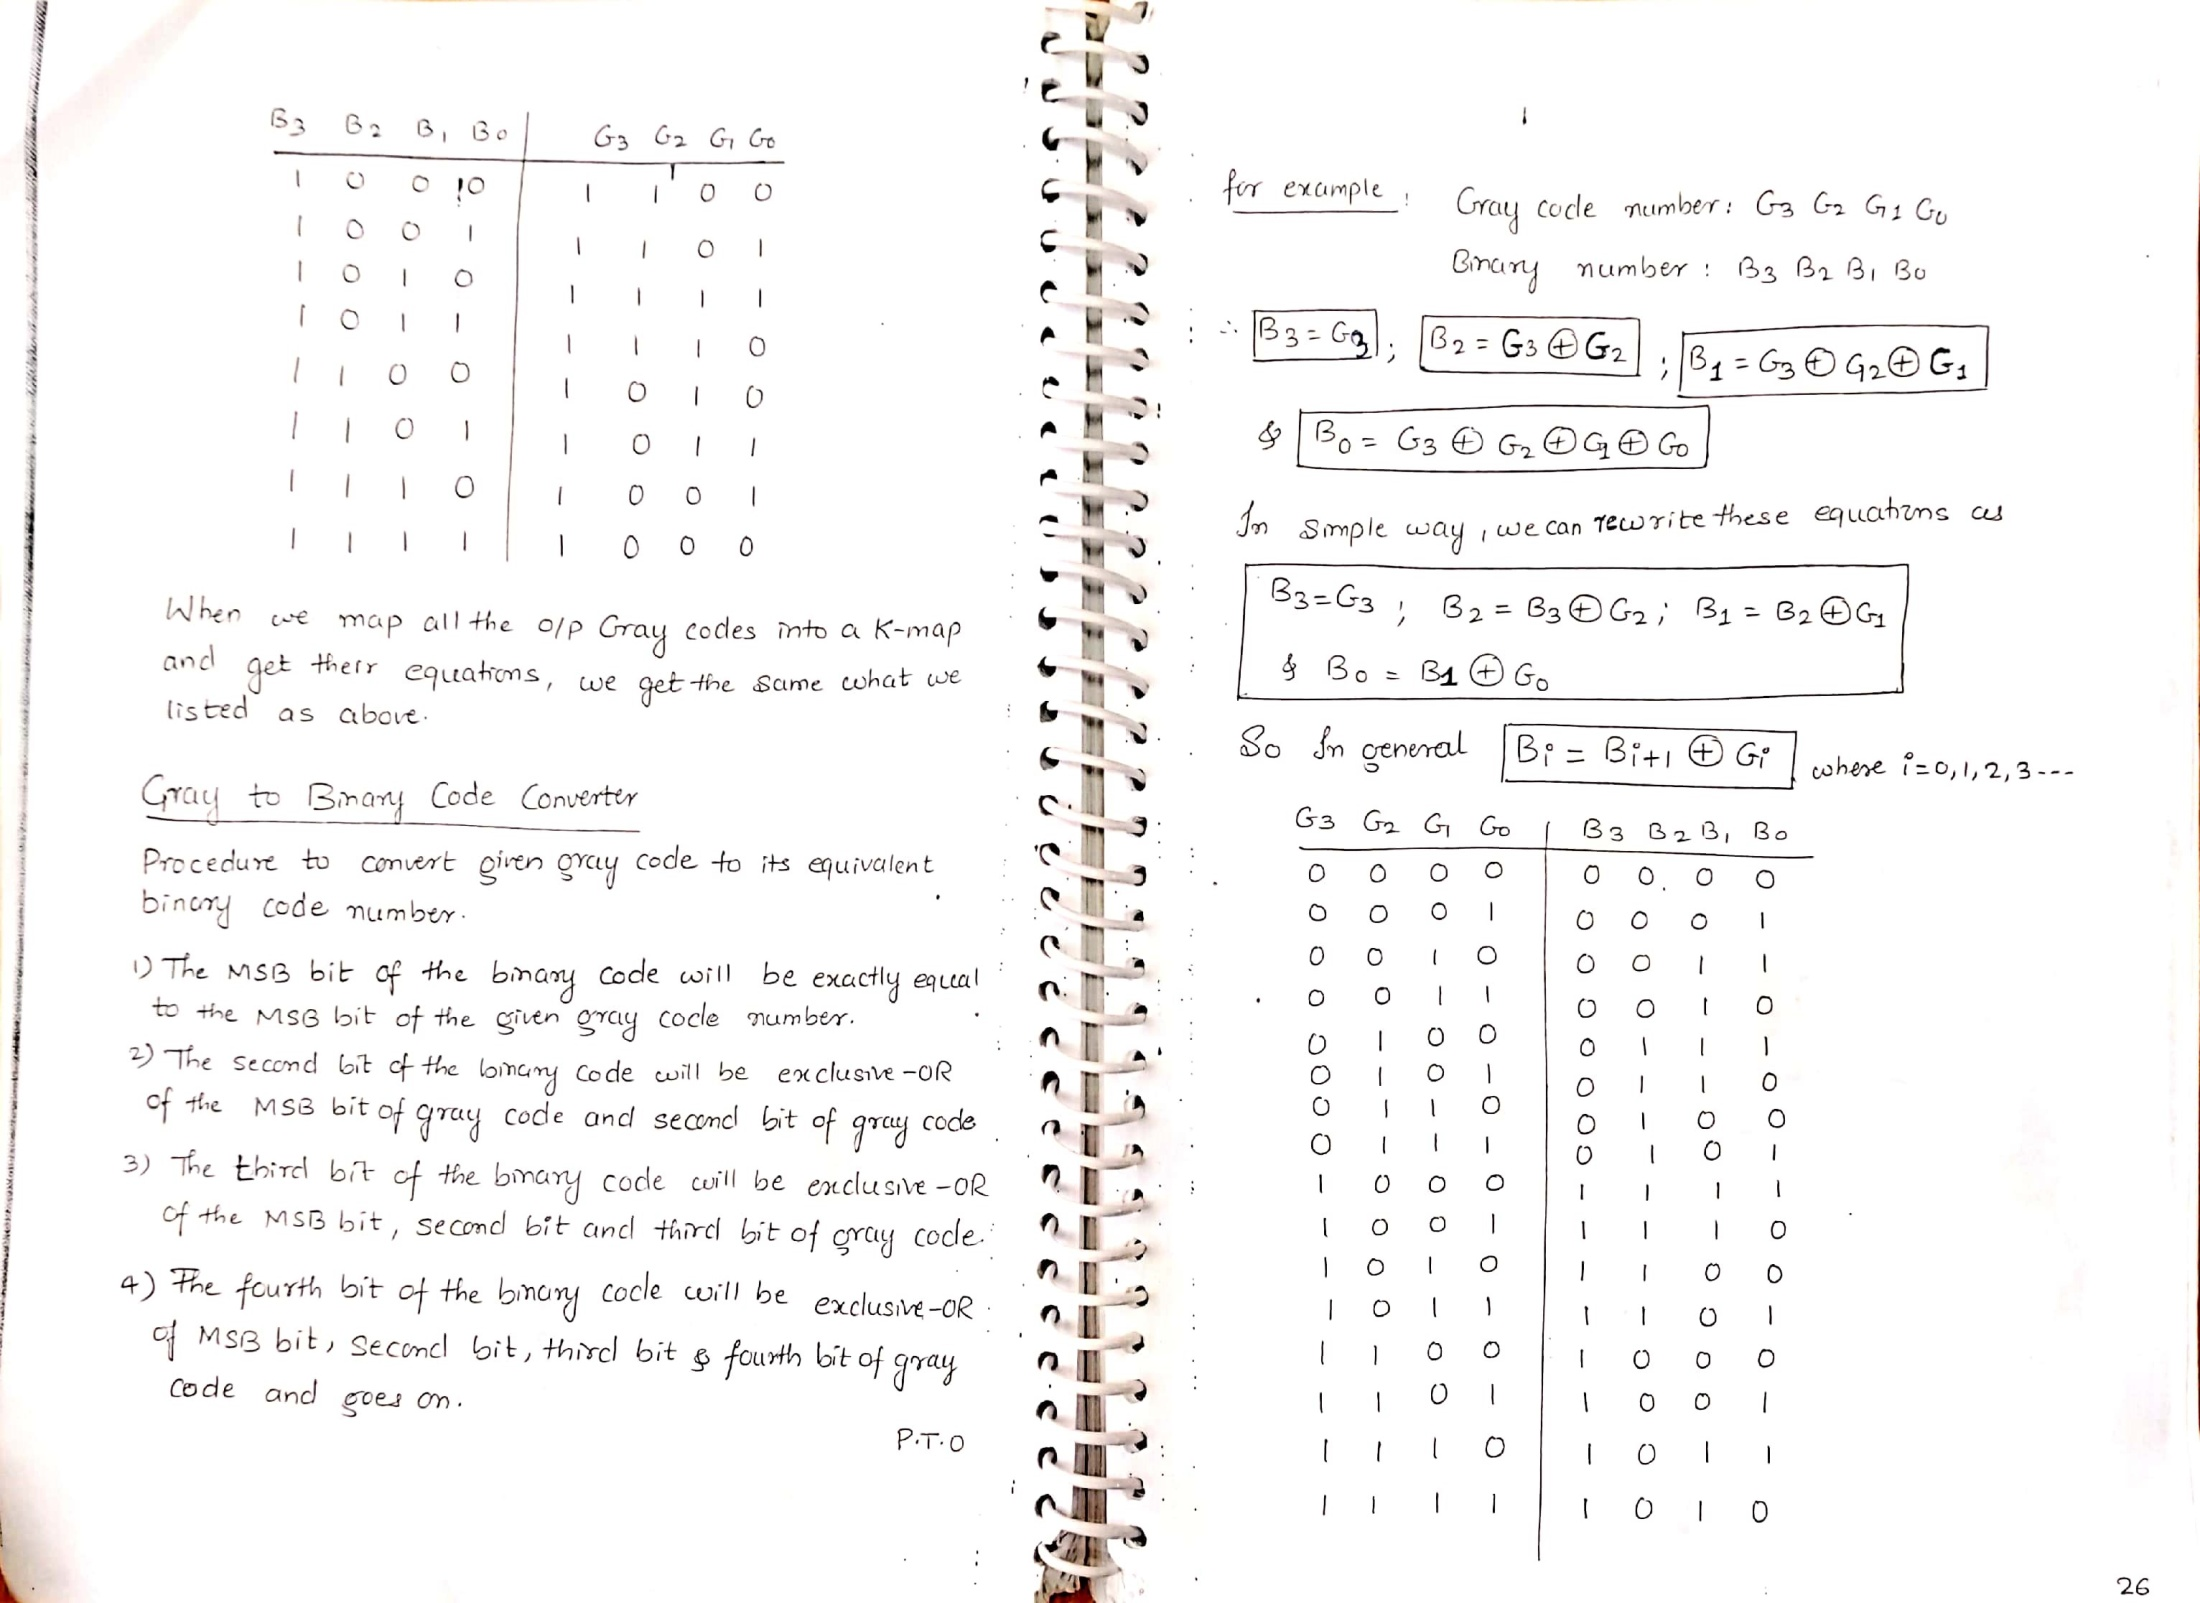 B3 B2 B1 B0 | G3 G2 G1 G0
1 0 0 0 | 1 1 0 0
1 0 0 1 | 1 1 0 1
1 0 1 0 | 1 1 1 1
1 0 1 1 | 1 1 1 0
1 1 0 0 | 1 0 1 0
1 1 0 1 | 1 0 1 1
1 1 1 0 | 1 0 0 1
1 1 1 1 | 1 0 0 0
When we map all the o/p Gray codes into a K-map
and get their equations, we get the same what we
listed as above.
Gray to Binary Code Converter
Procedure to convert given gray code to its equivalent
binary code number.
1) The MSB bit of the binary code will be exactly equal
to the MSB bit of the given gray code number.
2) The second bit of the binary code will be exclusive-OR
of the MSB bit of gray code and second bit of gray code
3) The third bit of the binary code will be exclusive-OR
of the MSB bit, second bit and third bit of gray code.
4) The fourth bit of the binary code will be exclusive-OR
of MSB bit, Second bit, third bit & fourth bit of gray
code and goes on.
P.T.O
for example: Gray code number: G3 G2 G1 G0
Binary number: B3 B2 B1 B0
∴ B3 = G3; B2 = G3 ⊕ G2; B1 = G3 ⊕ G2 ⊕ G1
& B0 = G3 ⊕ G2 ⊕ G1 ⊕ G0
In simple way, we can rewrite these equations as
B3 = G3; B2 = B3 ⊕ G2; B1 = B2 ⊕ G1
& B0 = B1 ⊕ G0
So In general Bi = Bi+1 ⊕ Gi where i=0,1,2,3---
G3 G2 G1 G0 | B3 B2 B1 B0
0 0 0 0 | 0 0 0 0
0 0 0 1 | 0 0 0 1
0 0 1 0 | 0 0 1 1
0 0 1 1 | 0 0 1 0
0 1 0 0 | 0 1 1 1
0 1 0 1 | 0 1 1 0
0 1 1 0 | 0 1 0 0
0 1 1 1 | 0 1 0 1
1 0 0 0 | 1 1 1 1
1 0 0 1 | 1 1 1 0
1 0 1 0 | 1 1 0 0
1 0 1 1 | 1 1 0 1
1 1 0 0 | 1 0 0 0
1 1 0 1 | 1 0 0 1
1 1 1 0 | 1 0 1 1
1 1 1 1 | 1 0 1 0
26